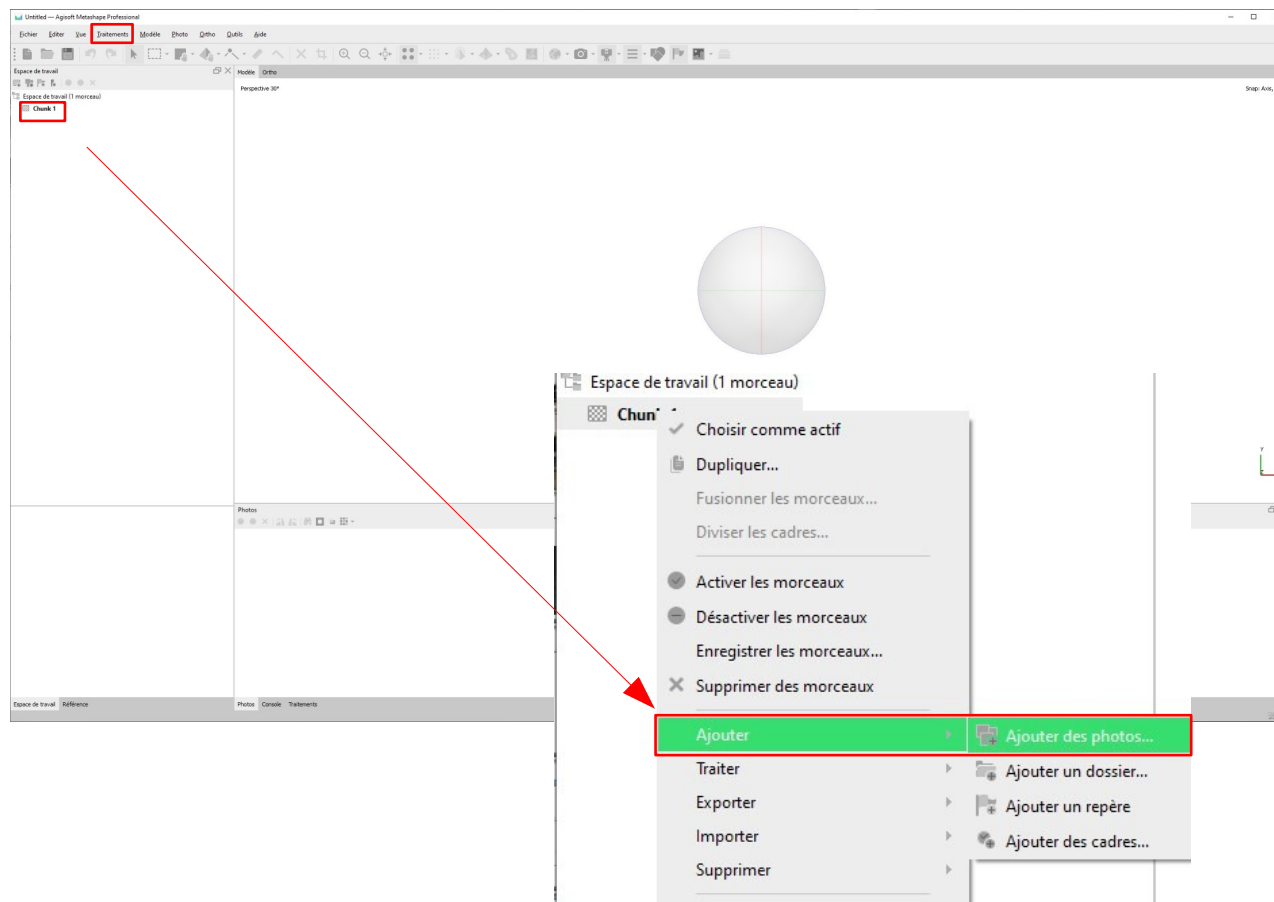 Untitled — Agisoft Metashape Professional
Fichier Editer Vue Traitements Modèle Photo Ortho Outils Aide
Espace de travail
Modèle Ortho
Perspective 30°
Snap: Axis,
Espace de travail (1 morceau)
Chunk 1
Y
Espace de travail (1 morceau)
Choisir comme actif
Dupliquer...
Fusionner les morceaux...
Diviser les cadres...
Activer les morceaux
Désactiver les morceaux
Enregistrer les morceaux...
Supprimer des morceaux
Ajouter
Ajouter des photos...
Traiter
Ajouter un dossier...
Exporter
Ajouter un repère
Importer
Ajouter des cadres...
Supprimer
Photos
Espace de travail Référence
Photos Console Traitements